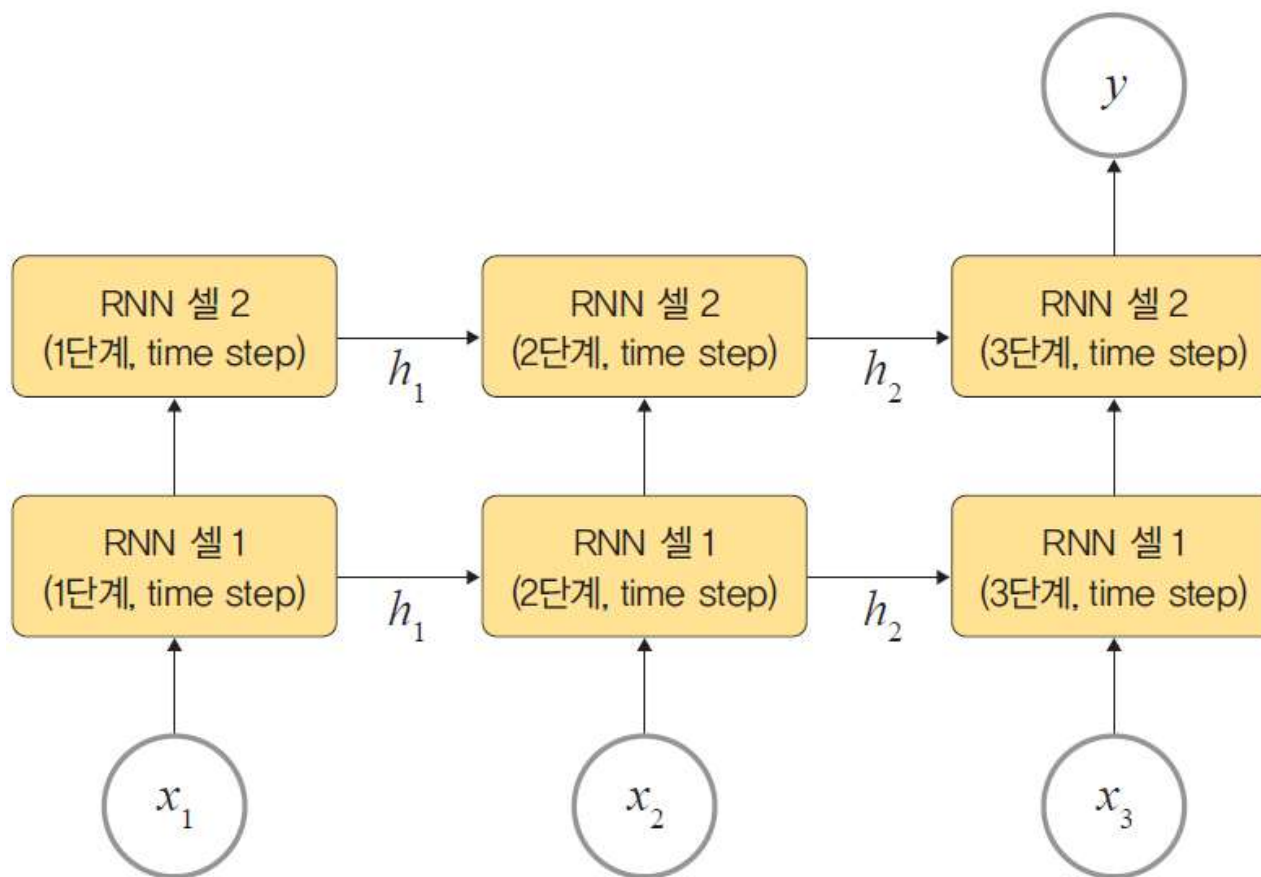 y
RNN 셀 2
(1단계, time step)
RNN 셀 2
(2단계, time step)
RNN 셀 2
(3단계, time step)
h₁
h₂
RNN 셀 1
(1단계, time step)
RNN 셀 1
(2단계, time step)
RNN 셀 1
(3단계, time step)
h₁
h₂
x₁
x₂
x₃